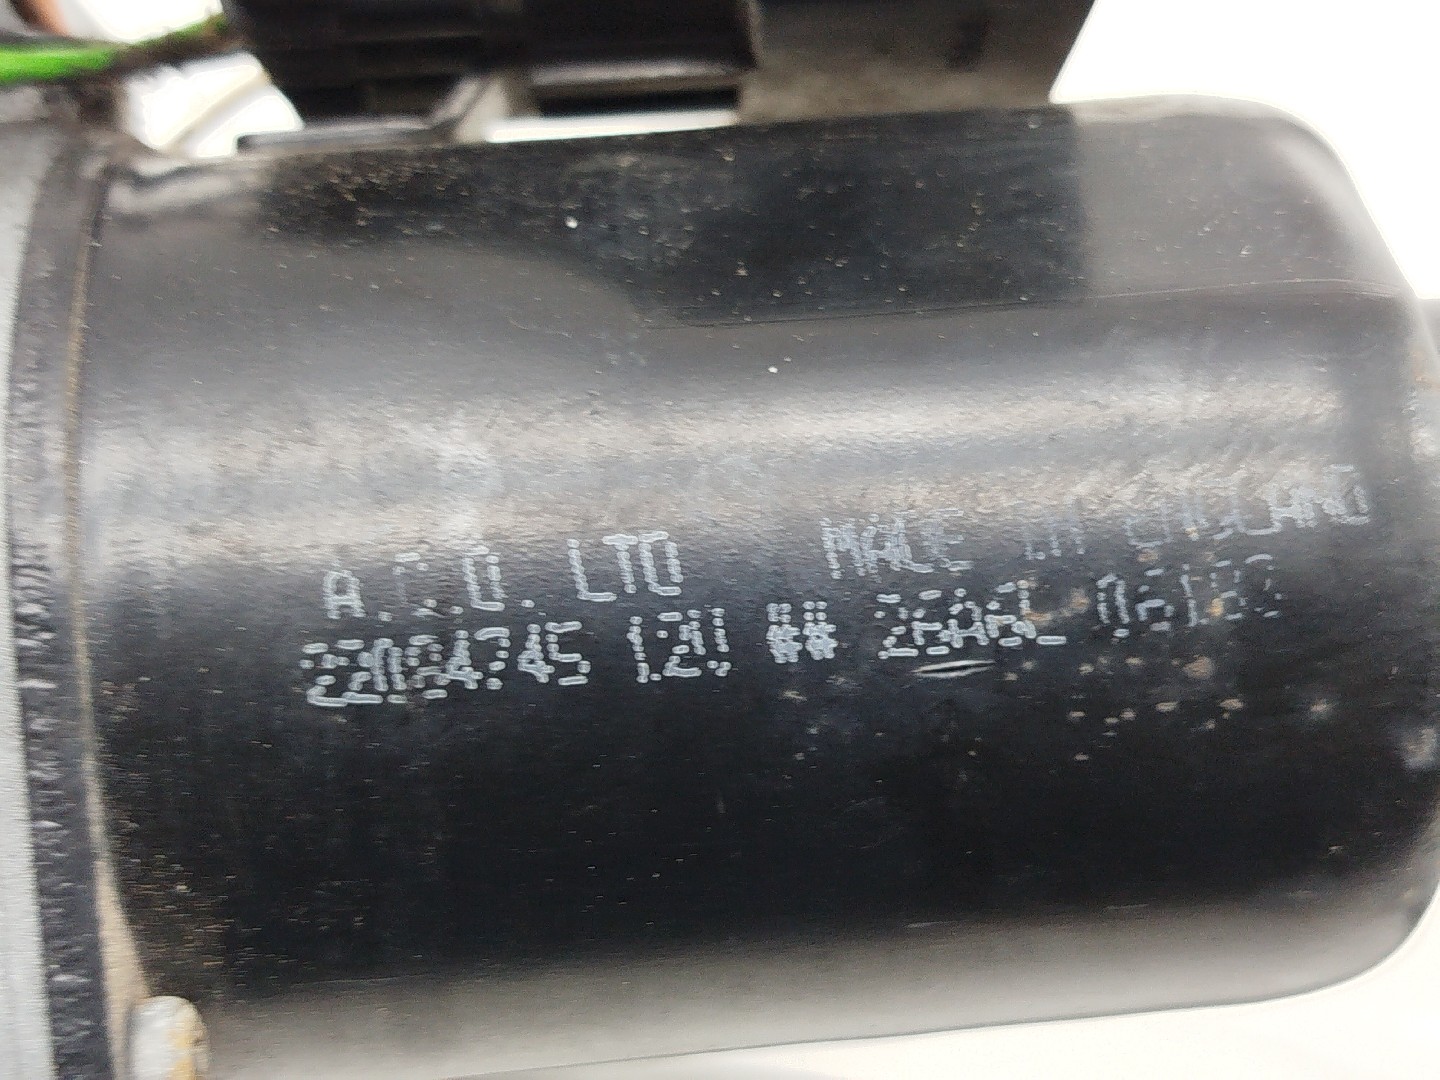 A.C.D. LTD MADE IN ENGLAND
22084745 12V ##